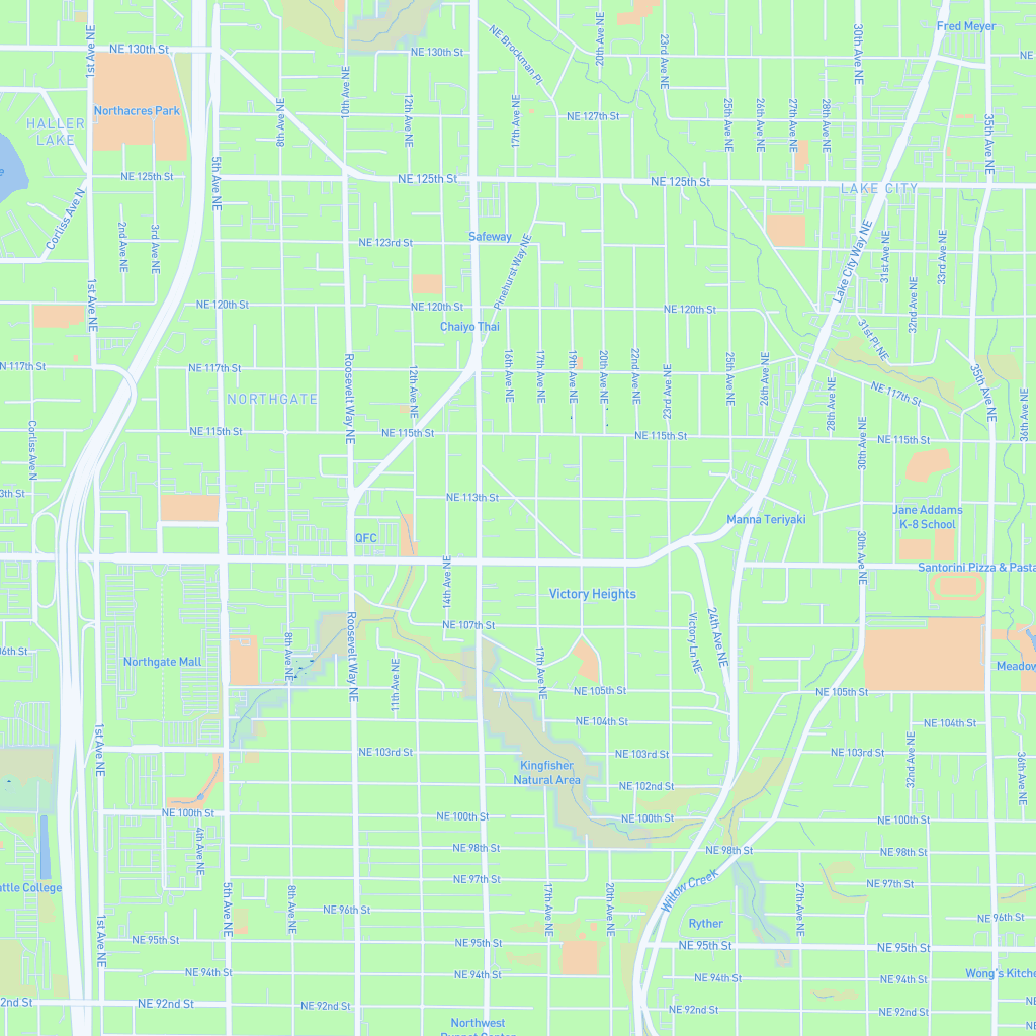 Fred Meyer
1st Ave NE
NE 130th St
NE 130th St
NE Brockman Pl
20th Ave NE
23rd Ave NE
30th Ave NE
35th Ave NE
HALLER
LAKE
Northacres Park
8th Ave NE
10th Ave NE
12th Ave NE
17th Ave NE
NE 127th St
25th Ave NE
26th Ave NE
27th Ave NE
28th Ave NE
NE 125th St
5th Ave NE
NE 125th St
NE 125th St
LAKE CITY
Corliss Ave N
2nd Ave NE
3rd Ave NE
NE 123rd St
Safeway
Pinehurst Way NE
Lake City Way NE
31st Ave NE
33rd Ave NE
1st Ave NE
NE 120th St
NE 120th St
NE 120th St
32nd Ave NE
Chaiyo Thai
31st Pl NE
N 117th St
NE 117th St
Roosevelt Way NE
12th Ave NE
16th Ave NE
17th Ave NE
19th Ave NE
20th Ave NE
22nd Ave NE
23rd Ave NE
25th Ave NE
26th Ave NE
28th Ave NE
NE 117th St
35th Ave NE
36th Ave NE
NORTHGATE
Corliss Ave N
NE 115th St
NE 115th St
NE 115th St
30th Ave NE
NE 115th St
NE 113th St
Manna Teriyaki
Jane Addams
K-8 School
QFC
30th Ave NE
14th Ave NE
Santorini Pizza & Pasta
Victory Heights
8th Ave NE
Roosevelt Way NE
NE 107th St
Victory Ln NE
24th Ave NE
Northgate Mall
11th Ave NE
17th Ave NE
NE 105th St
NE 105th St
Meadow
1st Ave NE
NE 104th St
NE 104th St
NE 103rd St
NE 103rd St
NE 103rd St
32nd Ave NE
36th Ave NE
Kingfisher
Natural Area
NE 102nd St
NE 100th St
NE 100th St
NE 100th St
NE 100th St
4th Ave NE
NE 98th St
NE 98th St
NE 98th St
attle College
5th Ave NE
8th Ave NE
NE 97th St
17th Ave NE
20th Ave NE
Willow Creek
27th Ave NE
NE 97th St
1st Ave NE
NE 96th St
NE 96th St
Ryther
NE 95th St
NE 95th St
NE 95th St
NE 95th St
NE 94th St
NE 94th St
NE 94th St
NE 94th St
Wong's Kitche
NE 92nd St
NE 92nd St
NE 92nd St
NE 92nd St
Northwest